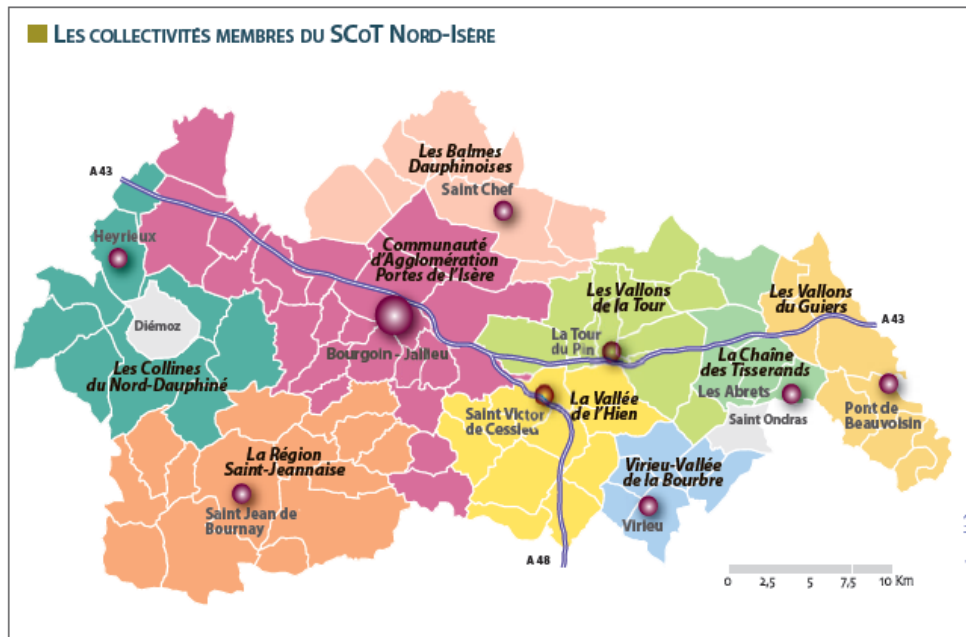 LES COLLECTIVITÉS MEMBRES DU SCOT NORD-ISÈRE
A 43
Les Balmes
Dauphinoises
Saint Chef
Heyrieux
Communauté
d'Agglomération
Portes de l'Isère
Les Vallons
de la Tour
Les Vallons
du Guiers
A 43
Diémoz
La Tour
du Pin
Bourgoin - Jallieu
La Chaîne
des Tisserands
Les Collines
du Nord-Dauphiné
Les Abrets
La Vallée
de l'Hien
Saint Victor
de Cessieu
Saint Ondras
Pont de
Beauvoisin
La Région
Saint-Jeannaise
Virieu-Vallée
de la Bourbre
Saint Jean de
Bournay
Virieu
A 48
0 2,5 5 7,5 10 Km